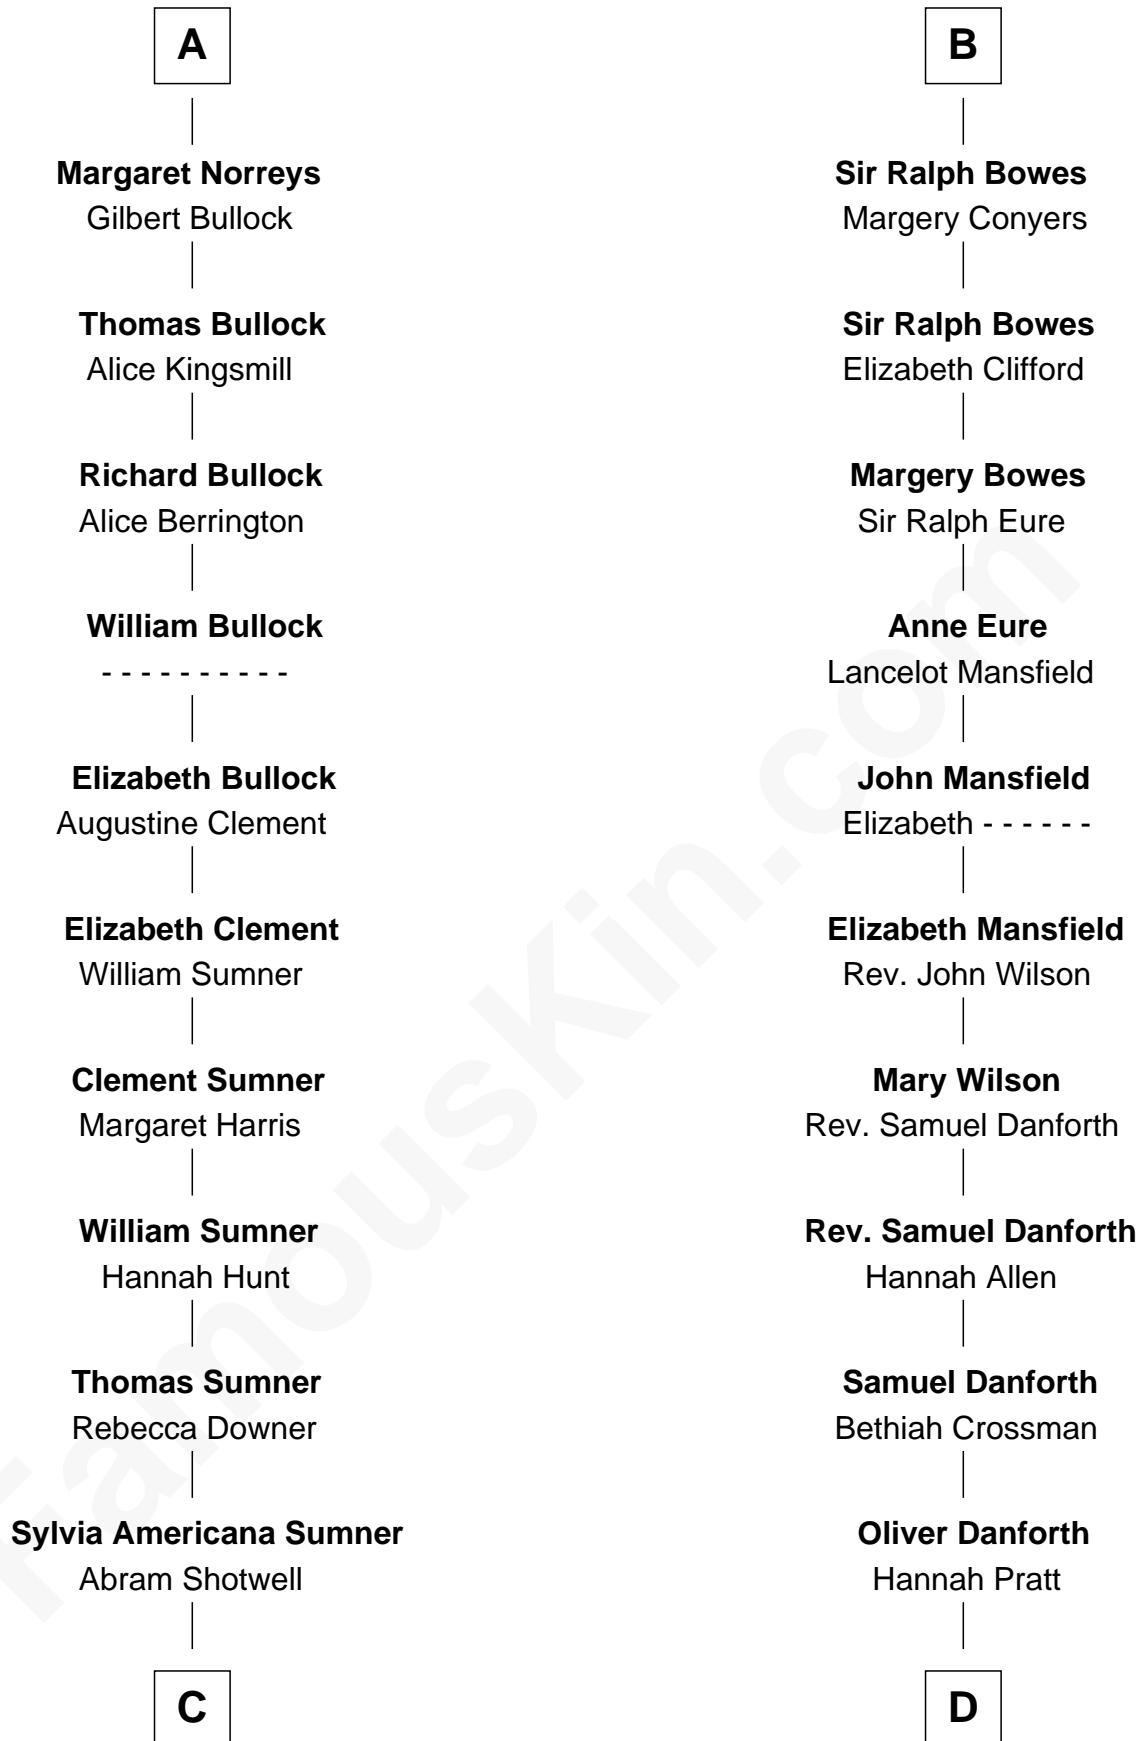 A
Margaret Norreys
Gilbert Bullock
Thomas Bullock
Alice Kingsmill
Richard Bullock
Alice Berrington
William Bullock
- - - - - - - - - -
Elizabeth Bullock
Augustine Clement
Elizabeth Clement
William Sumner
Clement Sumner
Margaret Harris
William Sumner
Hannah Hunt
Thomas Sumner
Rebecca Downer
Sylvia Americana Sumner
Abram Shotwell
C
B
Sir Ralph Bowes
Margery Conyers
Sir Ralph Bowes
Elizabeth Clifford
Margery Bowes
Sir Ralph Eure
Anne Eure
Lancelot Mansfield
John Mansfield
Elizabeth - - - - - -
Elizabeth Mansfield
Rev. John Wilson
Mary Wilson
Rev. Samuel Danforth
Rev. Samuel Danforth
Hannah Allen
Samuel Danforth
Bethiah Crossman
Oliver Danforth
Hannah Pratt
D
FamousKin.com